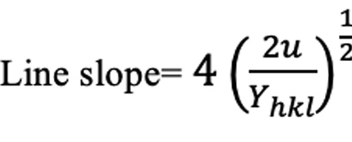 Line slope= 4 (2u / Y_hkl)^(1/2)